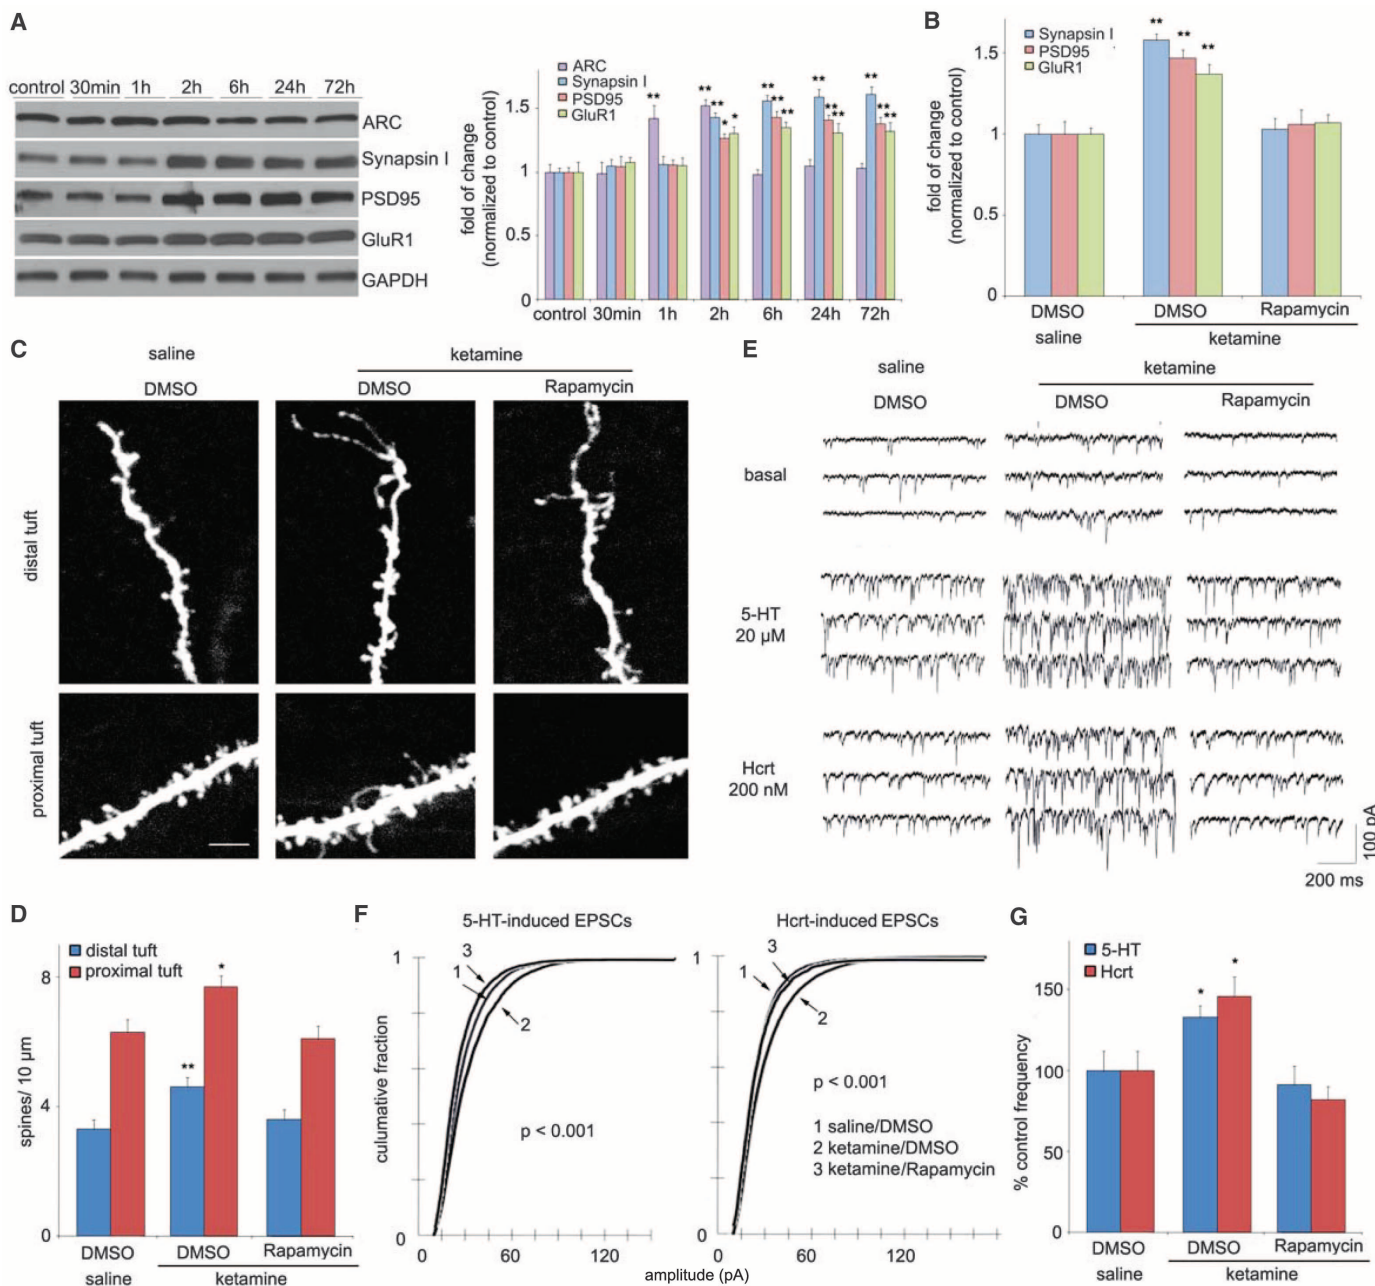 A
control 30min 1h 2h 6h 24h 72h
ARC
Synapsin I
PSD95
GluR1
GAPDH
fold of change
(normalized to control)
ARC
Synapsin I
PSD95
GluR1
1.5
1
0.5
0
** ** ** * * ** ** ** ** ** ** ** ** **
control 30min 1h 2h 6h 24h 72h
B
fold of change
(normalized to control)
Synapsin I
PSD95
GluR1
1.5
1
0.5
0
** ** **
DMSO DMSO Rapamycin
saline ketamine
C
saline ketamine
DMSO DMSO Rapamycin
distal tuft
proximal tuft
E
saline ketamine
DMSO DMSO Rapamycin
basal
5-HT
20 µM
Hcrt
200 nM
100 pA
200 ms
D
distal tuft
proximal tuft
spines/ 10 µm
8
4
0
** *
DMSO DMSO Rapamycin
saline ketamine
F
5-HT-induced EPSCs
culumative fraction
1
0
3
1
2
p < 0.001
0 60 120
Hcrt-induced EPSCs
1
0
3
1
2
p < 0.001
1 saline/DMSO
2 ketamine/DMSO
3 ketamine/Rapamycin
0 60 120
amplitude (pA)
G
5-HT
Hcrt
% control frequency
150
100
50
0
* *
DMSO DMSO Rapamycin
saline ketamine